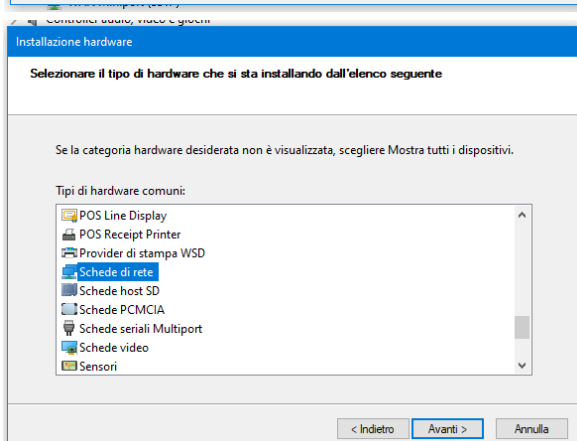 Controller audio, video e giochi
Installazione hardware
Selezionare il tipo di hardware che si sta installando dall'elenco seguente
Se la categoria hardware desiderata non è visualizzata, scegliere Mostra tutti i dispositivi.
Tipi di hardware comuni:
POS Line Display
POS Receipt Printer
Provider di stampa WSD
Schede di rete
Schede host SD
Schede PCMCIA
Schede seriali Multiport
Schede video
Sensori
< Indietro
Avanti >
Annulla